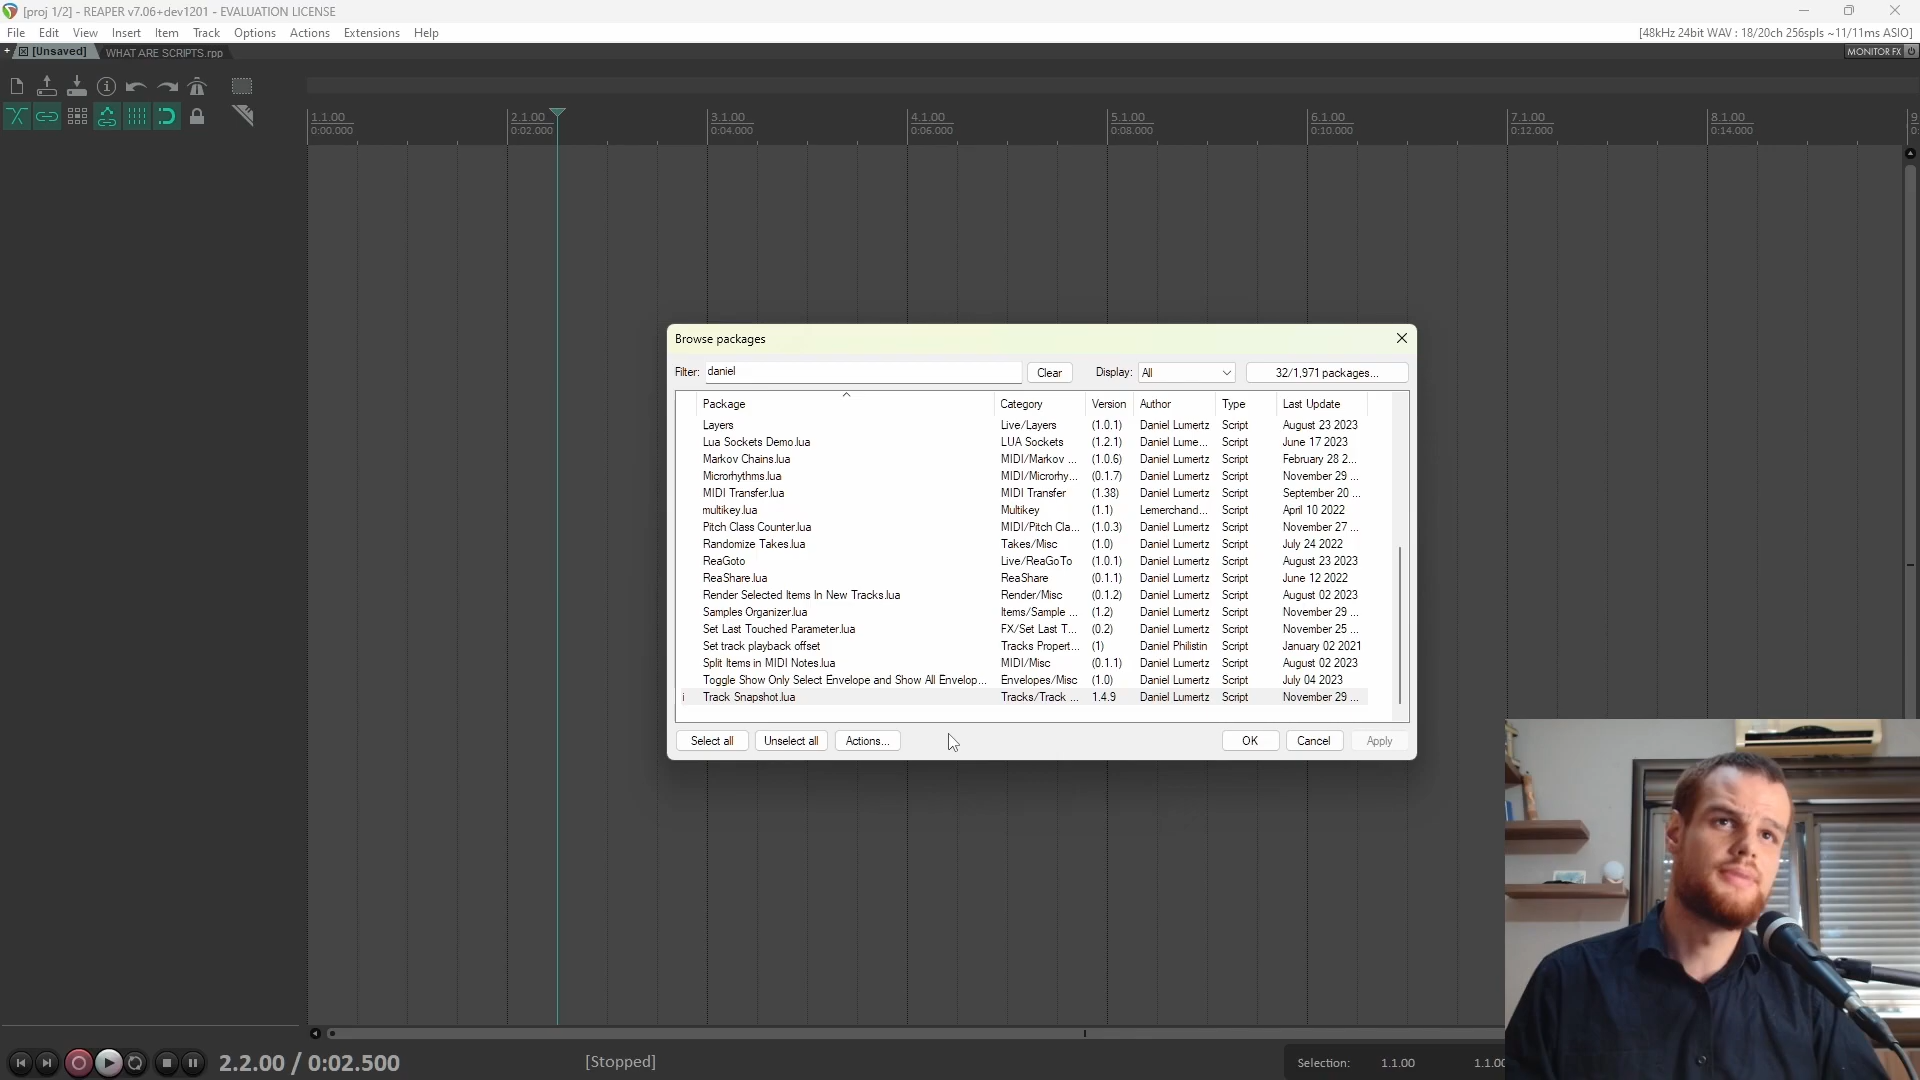 [proj 1/2] - REAPER v7.06+dev1201 - EVALUATION LICENSE
File Edit View Insert Item Track Options Actions Extensions Help
[48kHz 24bit WAV : 18/20ch 256spls ~11/11ms ASIO]
+ [Unsaved] WHAT ARE SCRIPTS.rpp
MONITOR FX
1.1.00 2.1.00 3.1.00 4.1.00 5.1.00 6.1.00 7.1.00 8.1.00 9
0:00.000 0:02.000 0:04.000 0:06.000 0:08.000 0:10.000 0:12.000 0:14.000 0:
Browse packages
Filter: daniel Clear Display: All 32/1,971 packages...
Package Category Version Author Type Last Update
Layers Live/Layers (1.0.1) Daniel Lumertz Script August 23 2023
Lua Sockets Demo.lua LUA Sockets (1.2.1) Daniel Lume... Script June 17 2023
Markov Chains.lua MIDI/Markov ... (1.0.6) Daniel Lumertz Script February 28 2...
Microrhythms.lua MIDI/Microrhy... (0.1.7) Daniel Lumertz Script November 29 ...
MIDI Transfer.lua MIDI Transfer (1.38) Daniel Lumertz Script September 20 ...
multikey.lua Multikey (1.1) Lemerchand... Script April 10 2022
Pitch Class Counter.lua MIDI/Pitch Cla... (1.0.3) Daniel Lumertz Script November 27 ...
Randomize Takes.lua Takes/Misc (1.0) Daniel Lumertz Script July 24 2022
ReaGoto Live/ReaGoTo (1.0.1) Daniel Lumertz Script August 23 2023
ReaShare.lua ReaShare (0.1.1) Daniel Lumertz Script June 12 2022
Render Selected Items In New Tracks.lua Render/Misc (0.1.2) Daniel Lumertz Script August 02 2023
Samples Organizer.lua Items/Sample ... (1.2) Daniel Lumertz Script November 29 ...
Set Last Touched Parameter.lua FX/Set Last T... (0.2) Daniel Lumertz Script November 25 ...
Set track playback offset Tracks Propert... (1) Daniel Philistin Script January 02 2021
Split Items in MIDI Notes.lua MIDI/Misc (0.1.1) Daniel Lumertz Script August 02 2023
Toggle Show Only Select Envelope and Show All Envelop... Envelopes/Misc (1.0) Daniel Lumertz Script July 04 2023
i Track Snapshot.lua Tracks/Track ... 1.4.9 Daniel Lumertz Script November 29 ...
Select all Unselect all Actions... OK Cancel Apply
2.2.00 / 0:02.500 [Stopped] Selection: 1.1.00 1.1.00